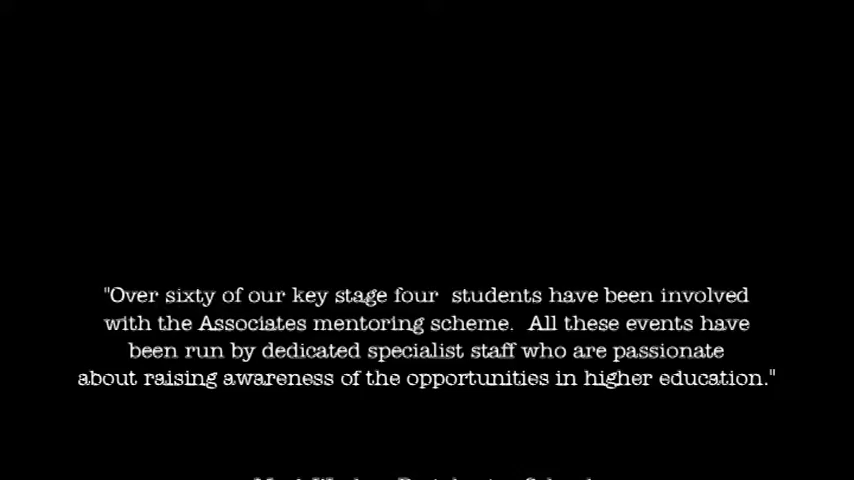 "Over sixty of our key stage four  students have been involved
with the Associates mentoring scheme.  All these events have
been run by dedicated specialist staff who are passionate
about raising awareness of the opportunities in higher education."